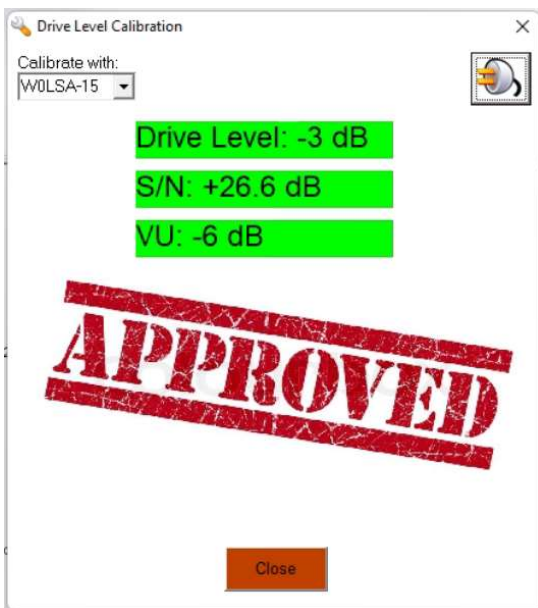 Drive Level Calibration
Calibrate with:
W0LSA-15
Drive Level: -3 dB
S/N: +26.6 dB
VU: -6 dB
APPROVED
Close